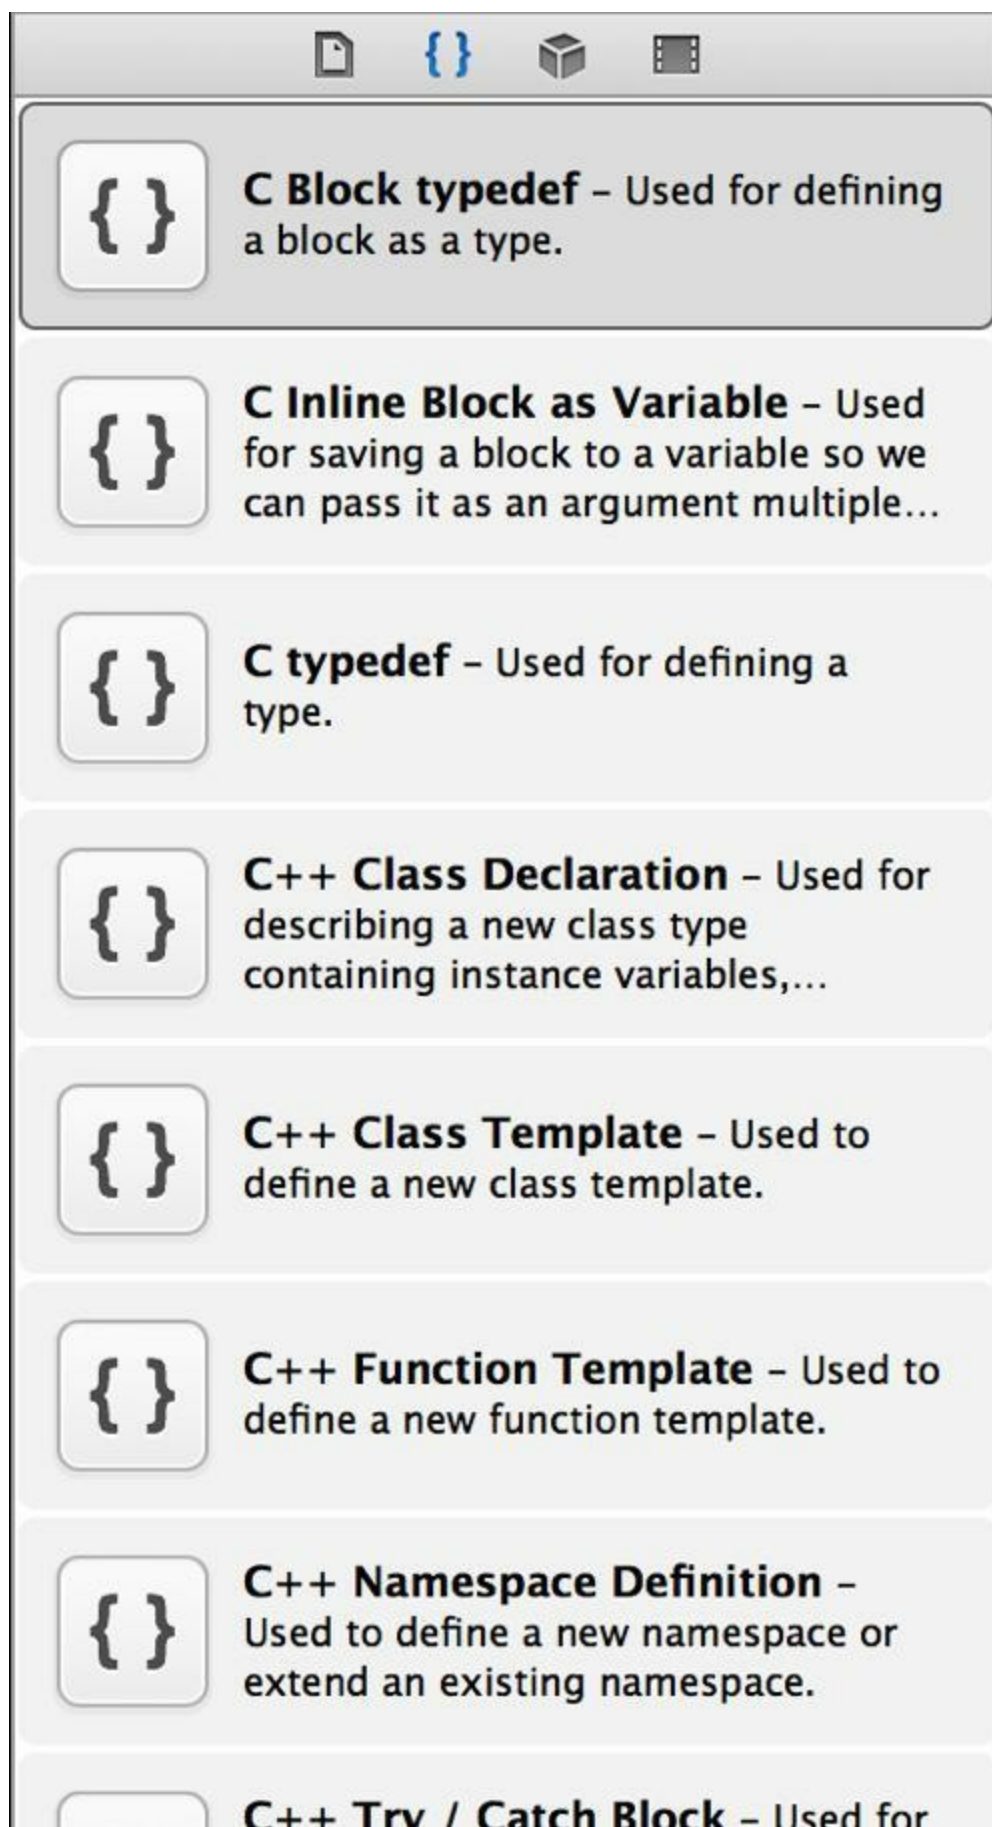 { }
{ } C Block typedef – Used for defining
a block as a type.
{ } C Inline Block as Variable – Used
for saving a block to a variable so we
can pass it as an argument multiple...
{ } C typedef – Used for defining a
type.
{ } C++ Class Declaration – Used for
describing a new class type
containing instance variables,...
{ } C++ Class Template – Used to
define a new class template.
{ } C++ Function Template – Used to
define a new function template.
{ } C++ Namespace Definition –
Used to define a new namespace or
extend an existing namespace.
C++ Try / Catch Block – Used for